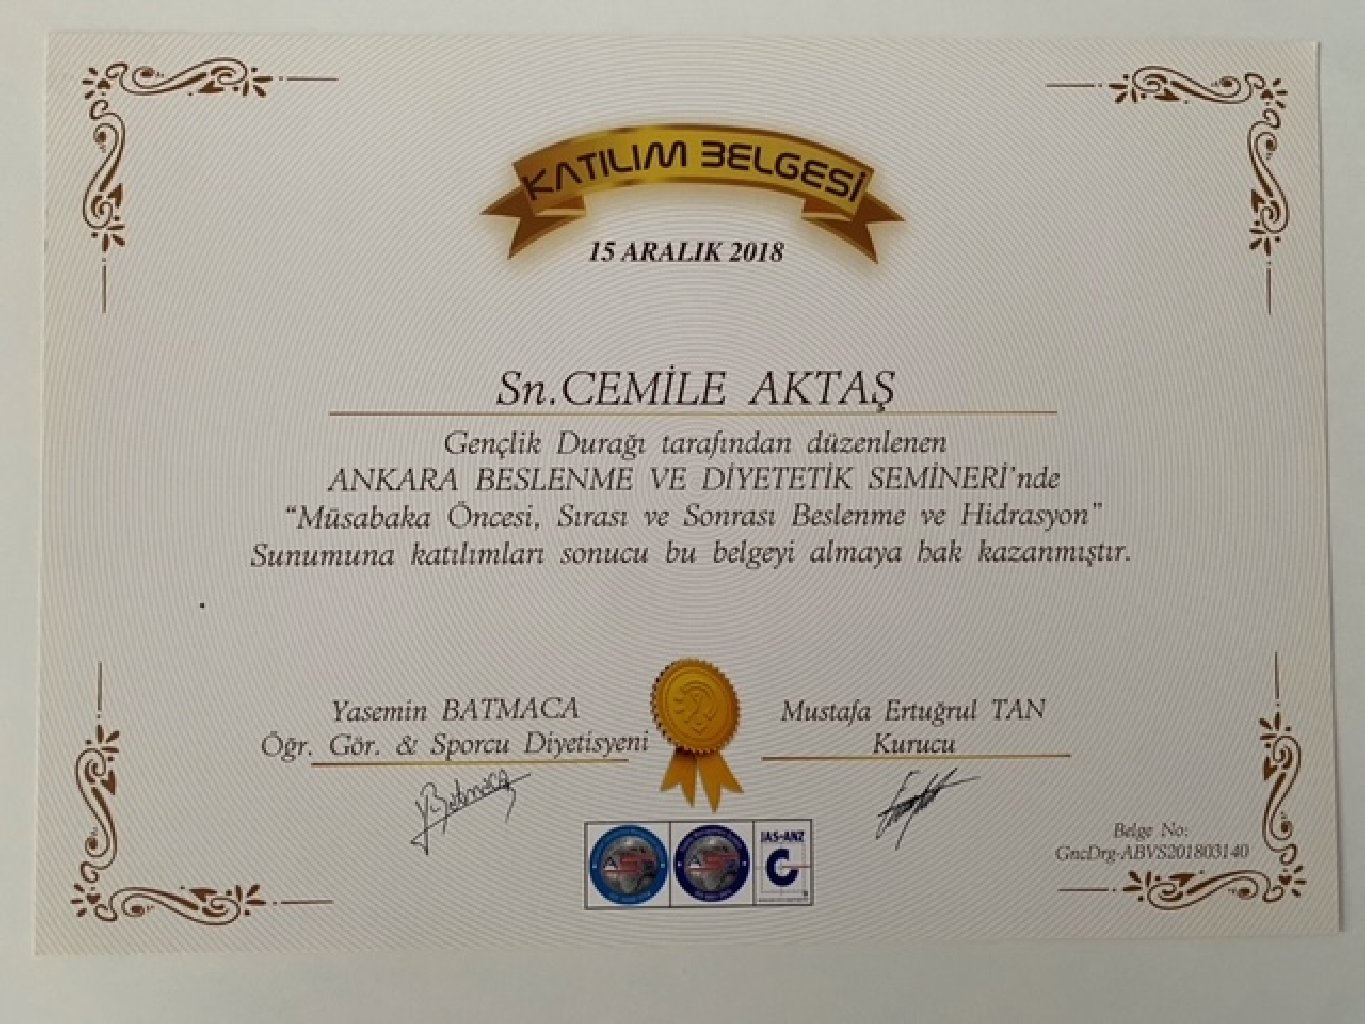 KATILIM BELGESİ
15 ARALIK 2018
Sn.CEMİLE AKTAŞ
Gençlik Durağı tarafından düzenlenen
ANKARA BESLENME VE DİYETETİK SEMİNERİ'nde
“Müsabaka Öncesi, Sırası ve Sonrası Beslenme ve Hidrasyon”
Sunumuna katılımları sonucu bu belgeyi almaya hak kazanmıştır.
Yasemin BATMACA
Öğr. Gör. & Sporcu Diyetisyeni
Mustafa Ertuğrul TAN
Kurucu
JAS-ANZ
Belge No:
GncDrg-ABVS201803140